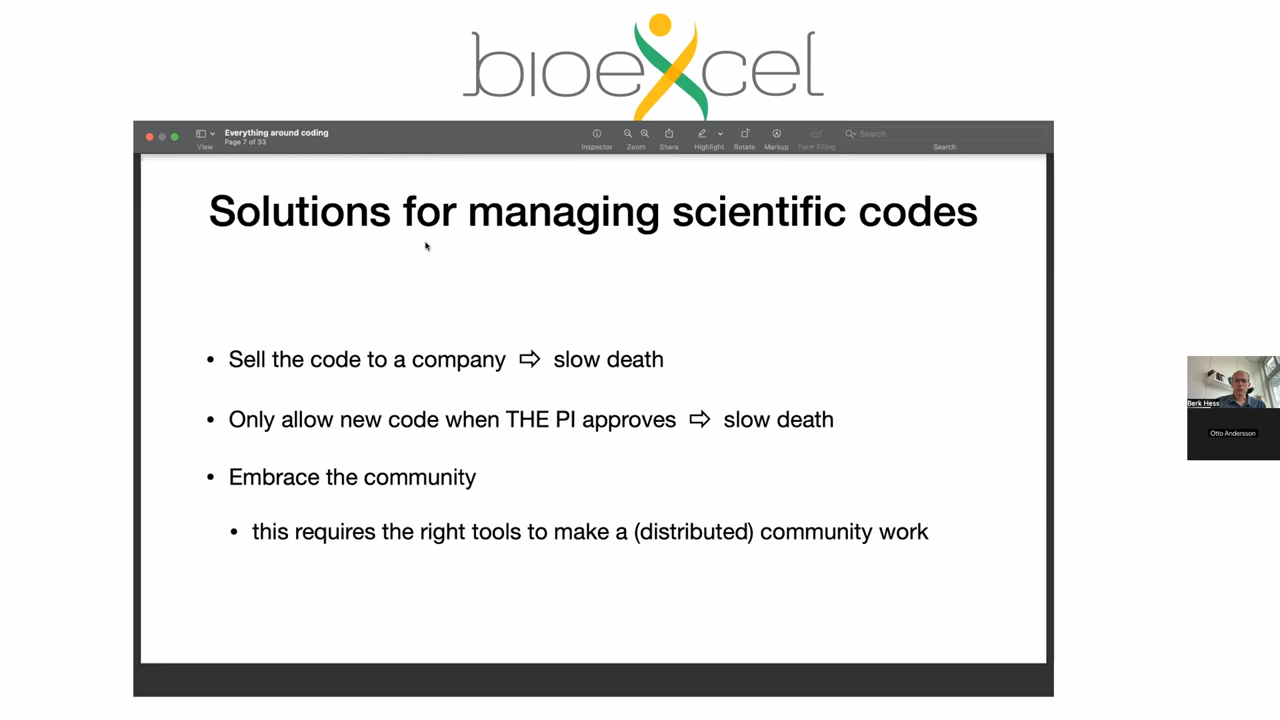 bioexcel
Everything around coding
Page 7 of 33
View
Inspector
Zoom
Share
Highlight
Rotate
Markup
Form Filling
Search
Search
Solutions for managing scientific codes
• Sell the code to a company ⇨ slow death
• Only allow new code when THE PI approves ⇨ slow death
• Embrace the community
• this requires the right tools to make a (distributed) community work
Berk Hess
Otto Andersson